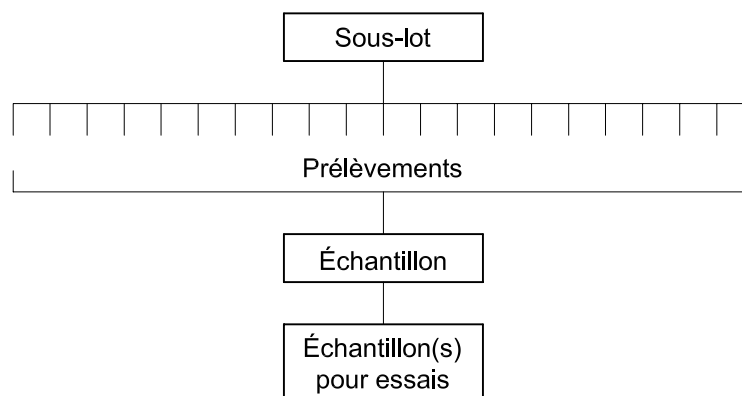 Sous-lot
Prélèvements
Échantillon
Échantillon(s)
pour essais